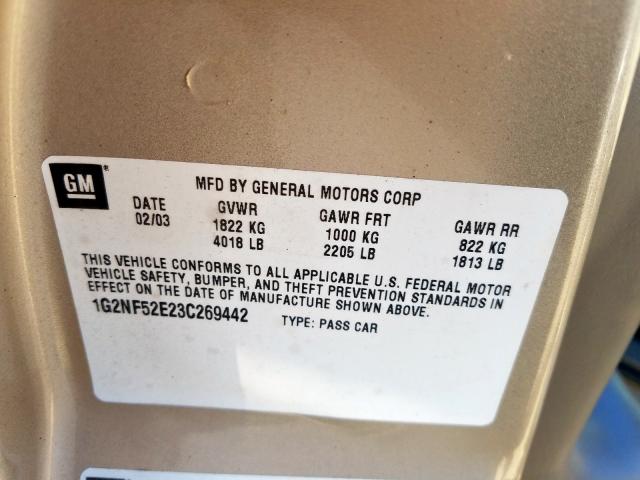 GM
MFD BY GENERAL MOTORS CORP
DATE GVWR GAWR FRT GAWR RR
02/03 1822 KG 1000 KG 822 KG
4018 LB 2205 LB 1813 LB
THIS VEHICLE CONFORMS TO ALL APPLICABLE U.S. FEDERAL MOTOR
VEHICLE SAFETY, BUMPER, AND THEFT PREVENTION STANDARDS IN
EFFECT ON THE DATE OF MANUFACTURE SHOWN ABOVE.
1G2NF52E23C269442 TYPE: PASS CAR